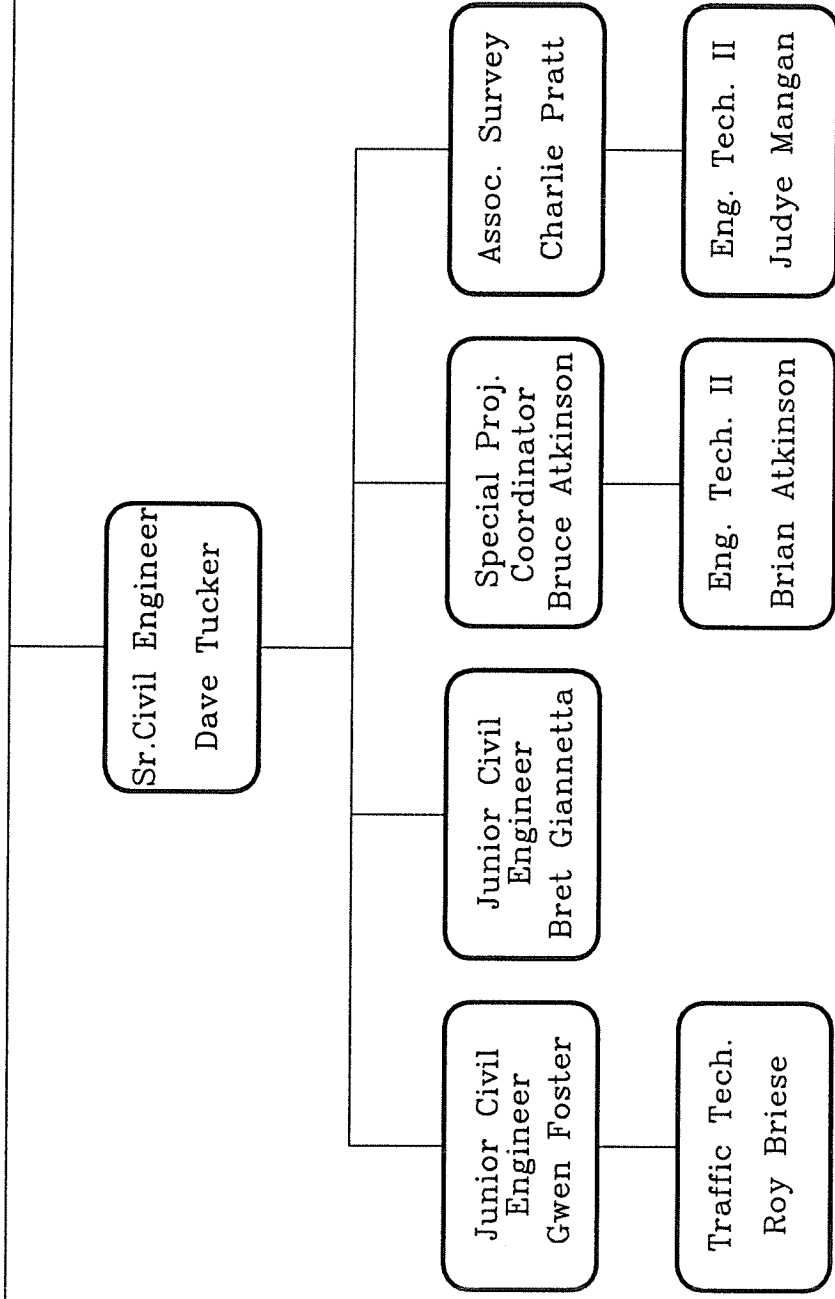 Sr.Civil Engineer
Dave Tucker
Junior Civil
Engineer
Gwen Foster
Junior Civil
Engineer
Bret Giannetta
Special Proj.
Coordinator
Bruce Atkinson
Assoc. Survey
Charlie Pratt
Traffic Tech.
Roy Briese
Eng. Tech. II
Brian Atkinson
Eng. Tech. II
Judye Mangan